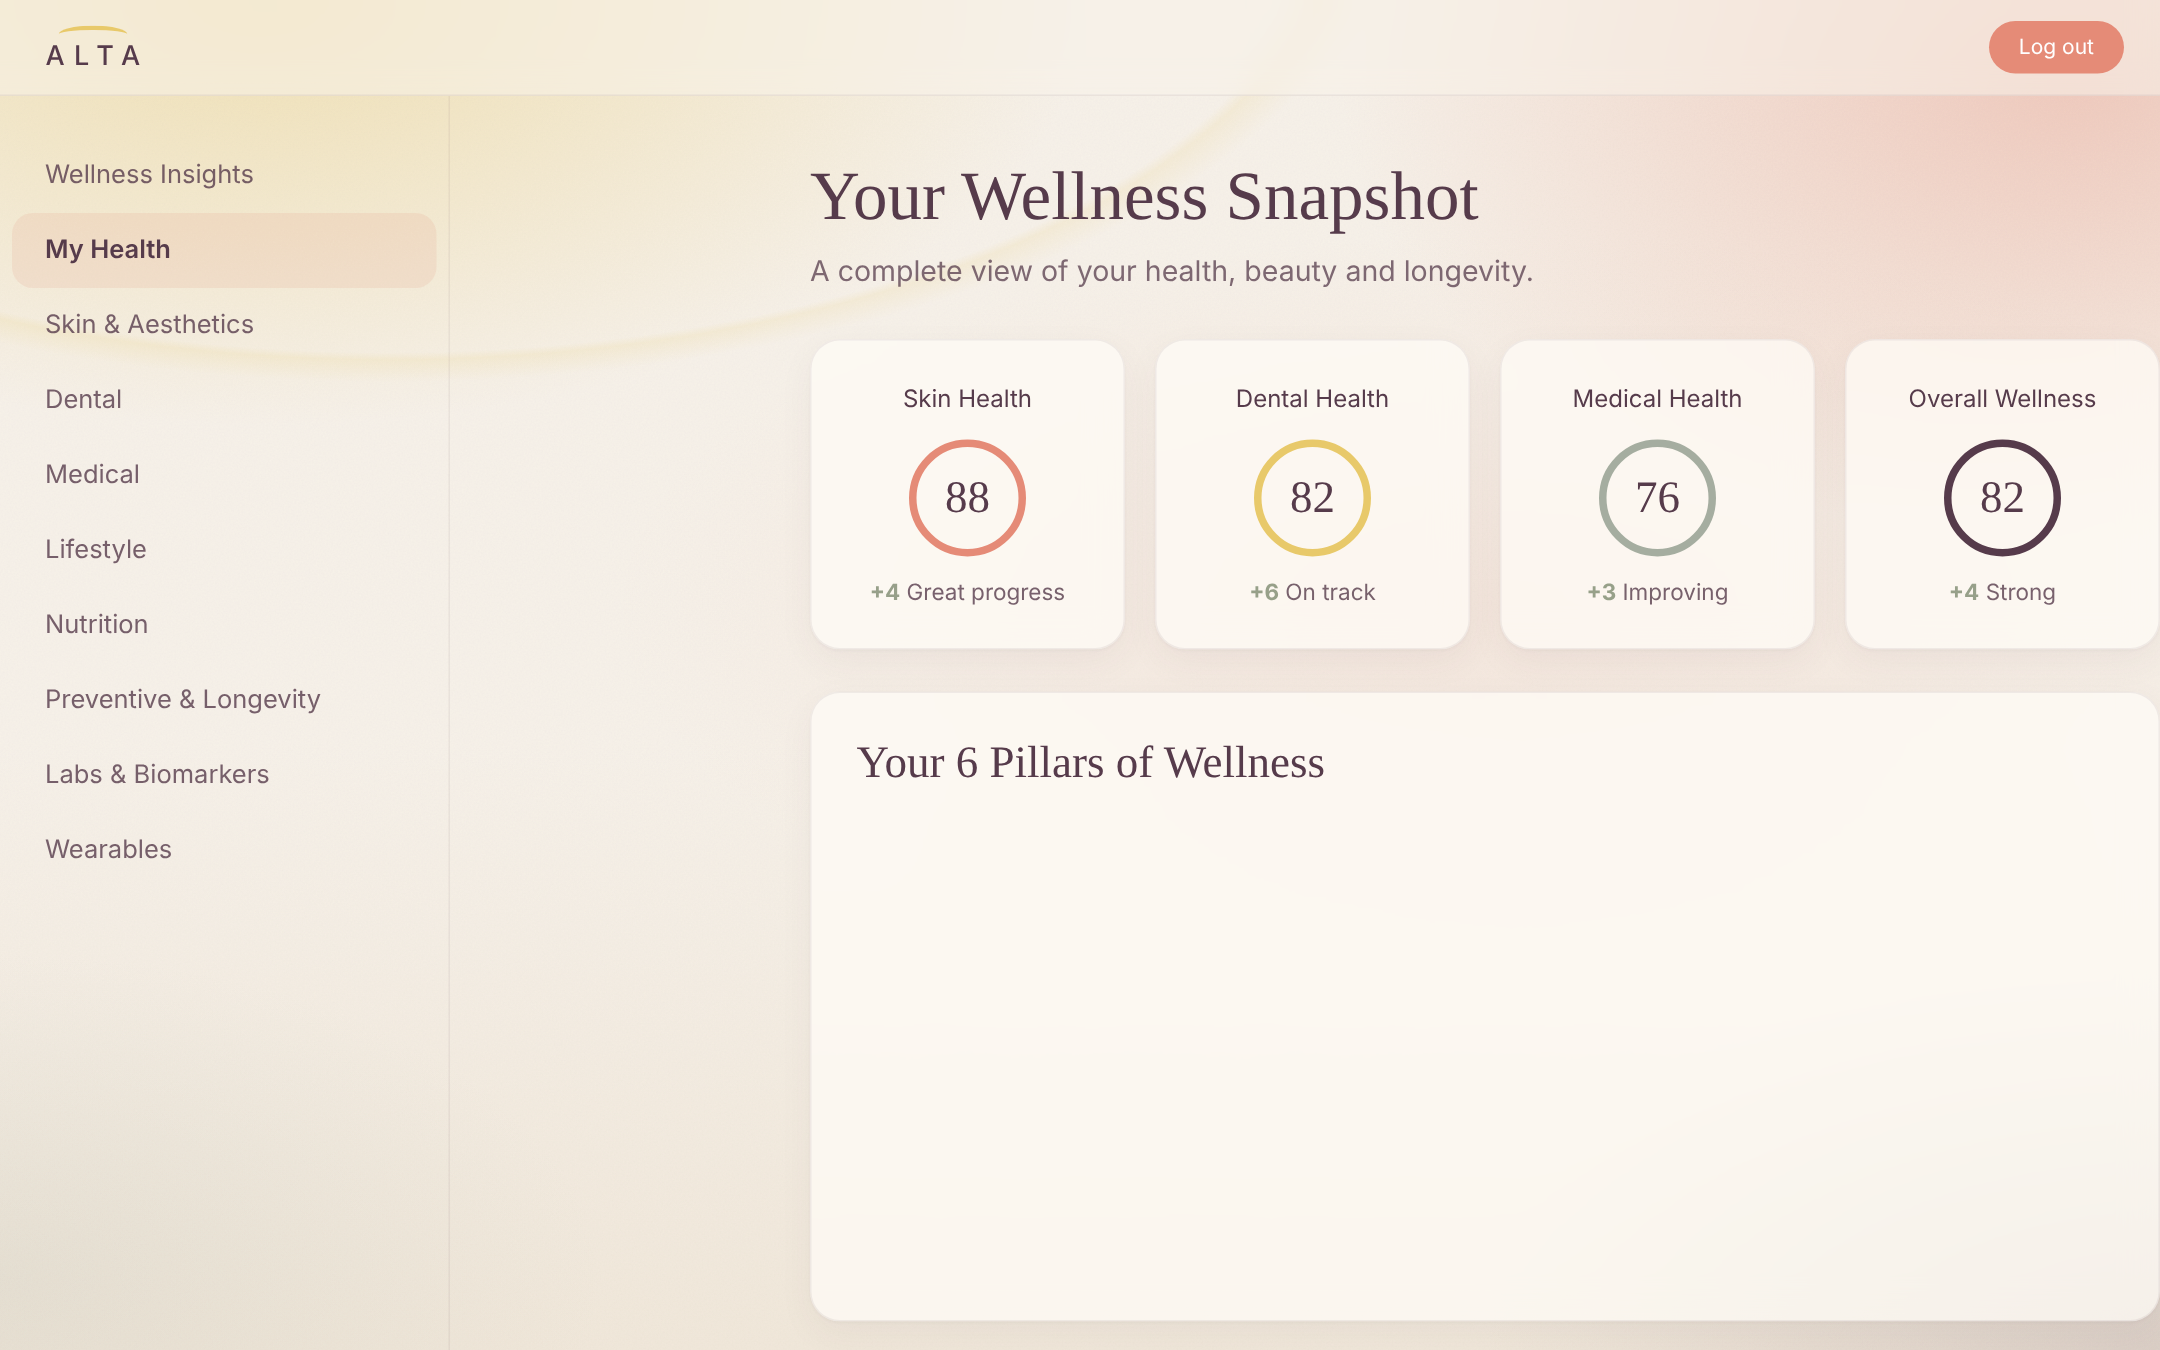 ALTA
Log out
Wellness Insights
My Health
Skin & Aesthetics
Dental
Medical
Lifestyle
Nutrition
Preventive & Longevity
Labs & Biomarkers
Wearables
Your Wellness Snapshot
A complete view of your health, beauty and longevity.
Skin Health
88
+4 Great progress
Dental Health
82
+6 On track
Medical Health
76
+3 Improving
Overall Wellness
82
+4 Strong
Your 6 Pillars of Wellness